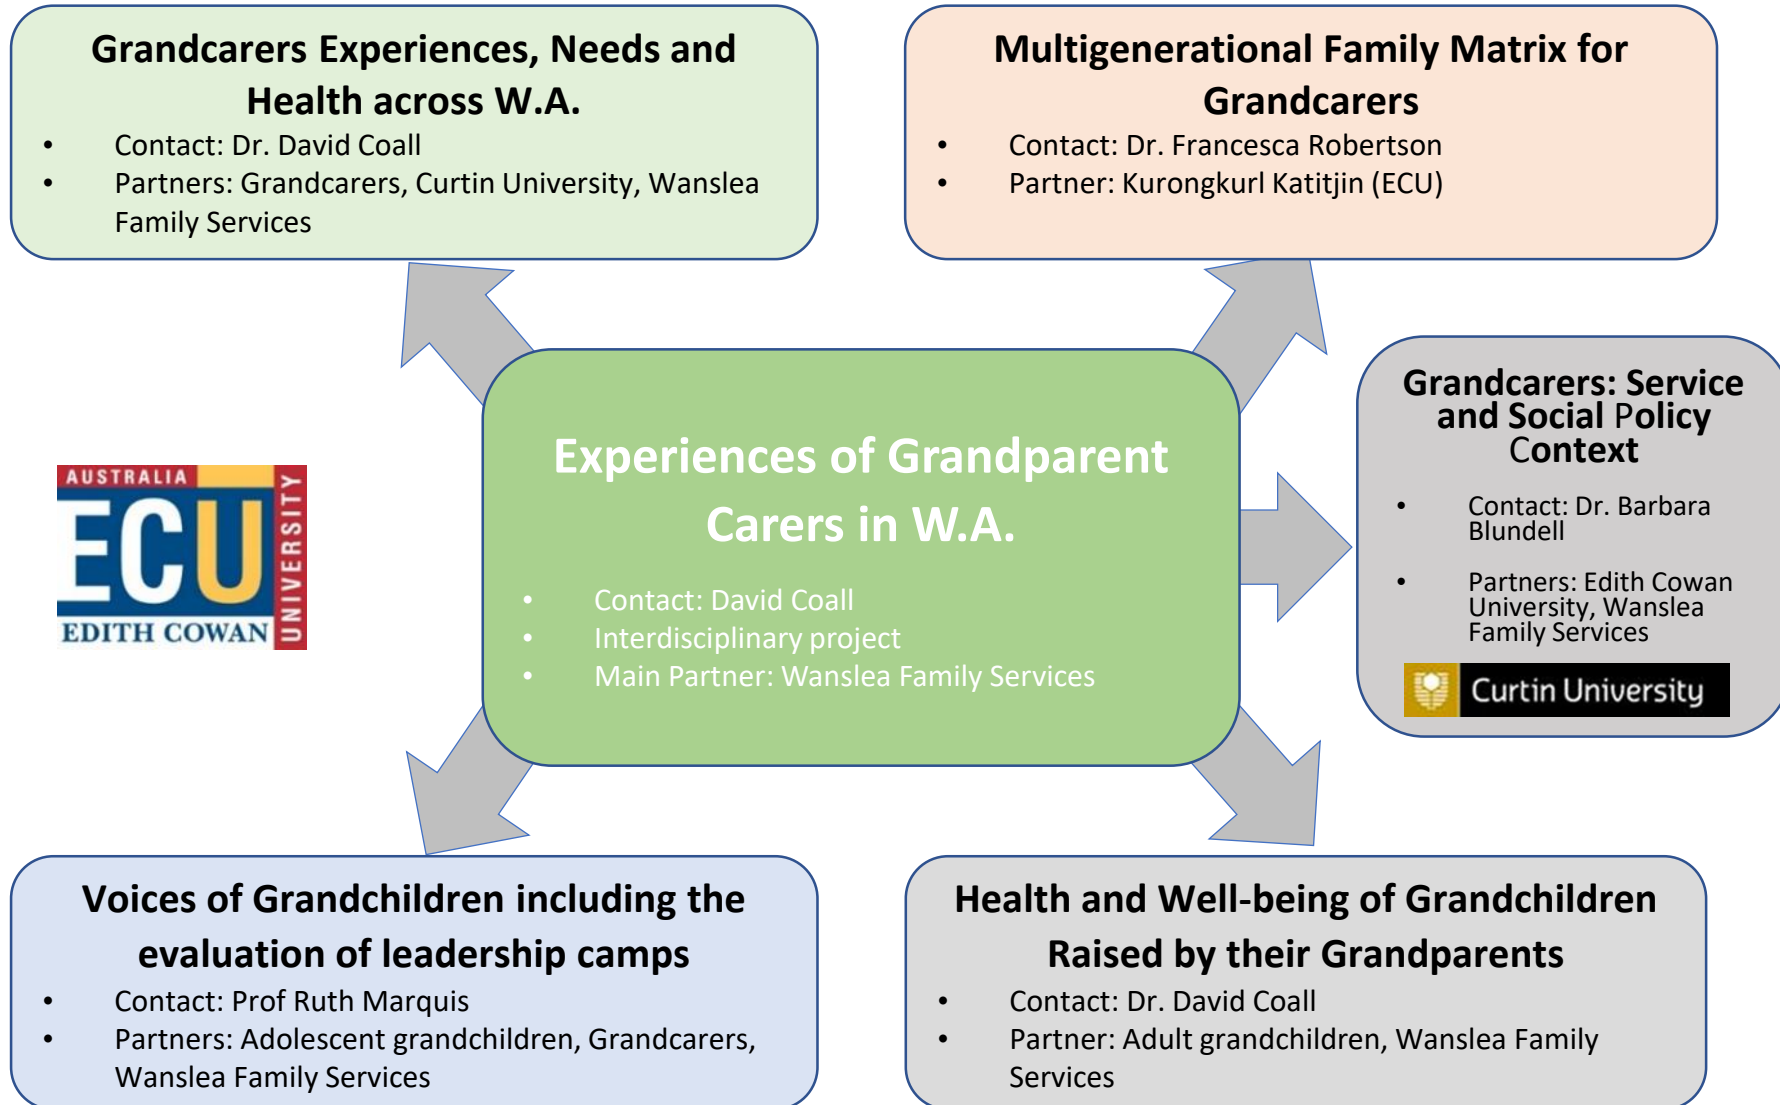 Grandcarers Experiences, Needs and
Health across W.A.
• Contact: Dr. David Coall
• Partners: Grandcarers, Curtin University, Wanslea
Family Services
Multigenerational Family Matrix for
Grandcarers
• Contact: Dr. Francesca Robertson
• Partner: Kurongkurl Katitjin (ECU)
Experiences of Grandparent
Carers in W.A.
• Contact: David Coall
• Interdisciplinary project
• Main Partner: Wanslea Family Services
Grandcarers: Service
and Social Policy
Context
• Contact: Dr. Barbara
Blundell
• Partners: Edith Cowan
University, Wanslea
Family Services
Curtin University
AUSTRALIA
ECU
EDITH COWAN
UNIVERSITY
Voices of Grandchildren including the
evaluation of leadership camps
• Contact: Prof Ruth Marquis
• Partners: Adolescent grandchildren, Grandcarers,
Wanslea Family Services
Health and Well-being of Grandchildren
Raised by their Grandparents
• Contact: Dr. David Coall
• Partner: Adult grandchildren, Wanslea Family
Services